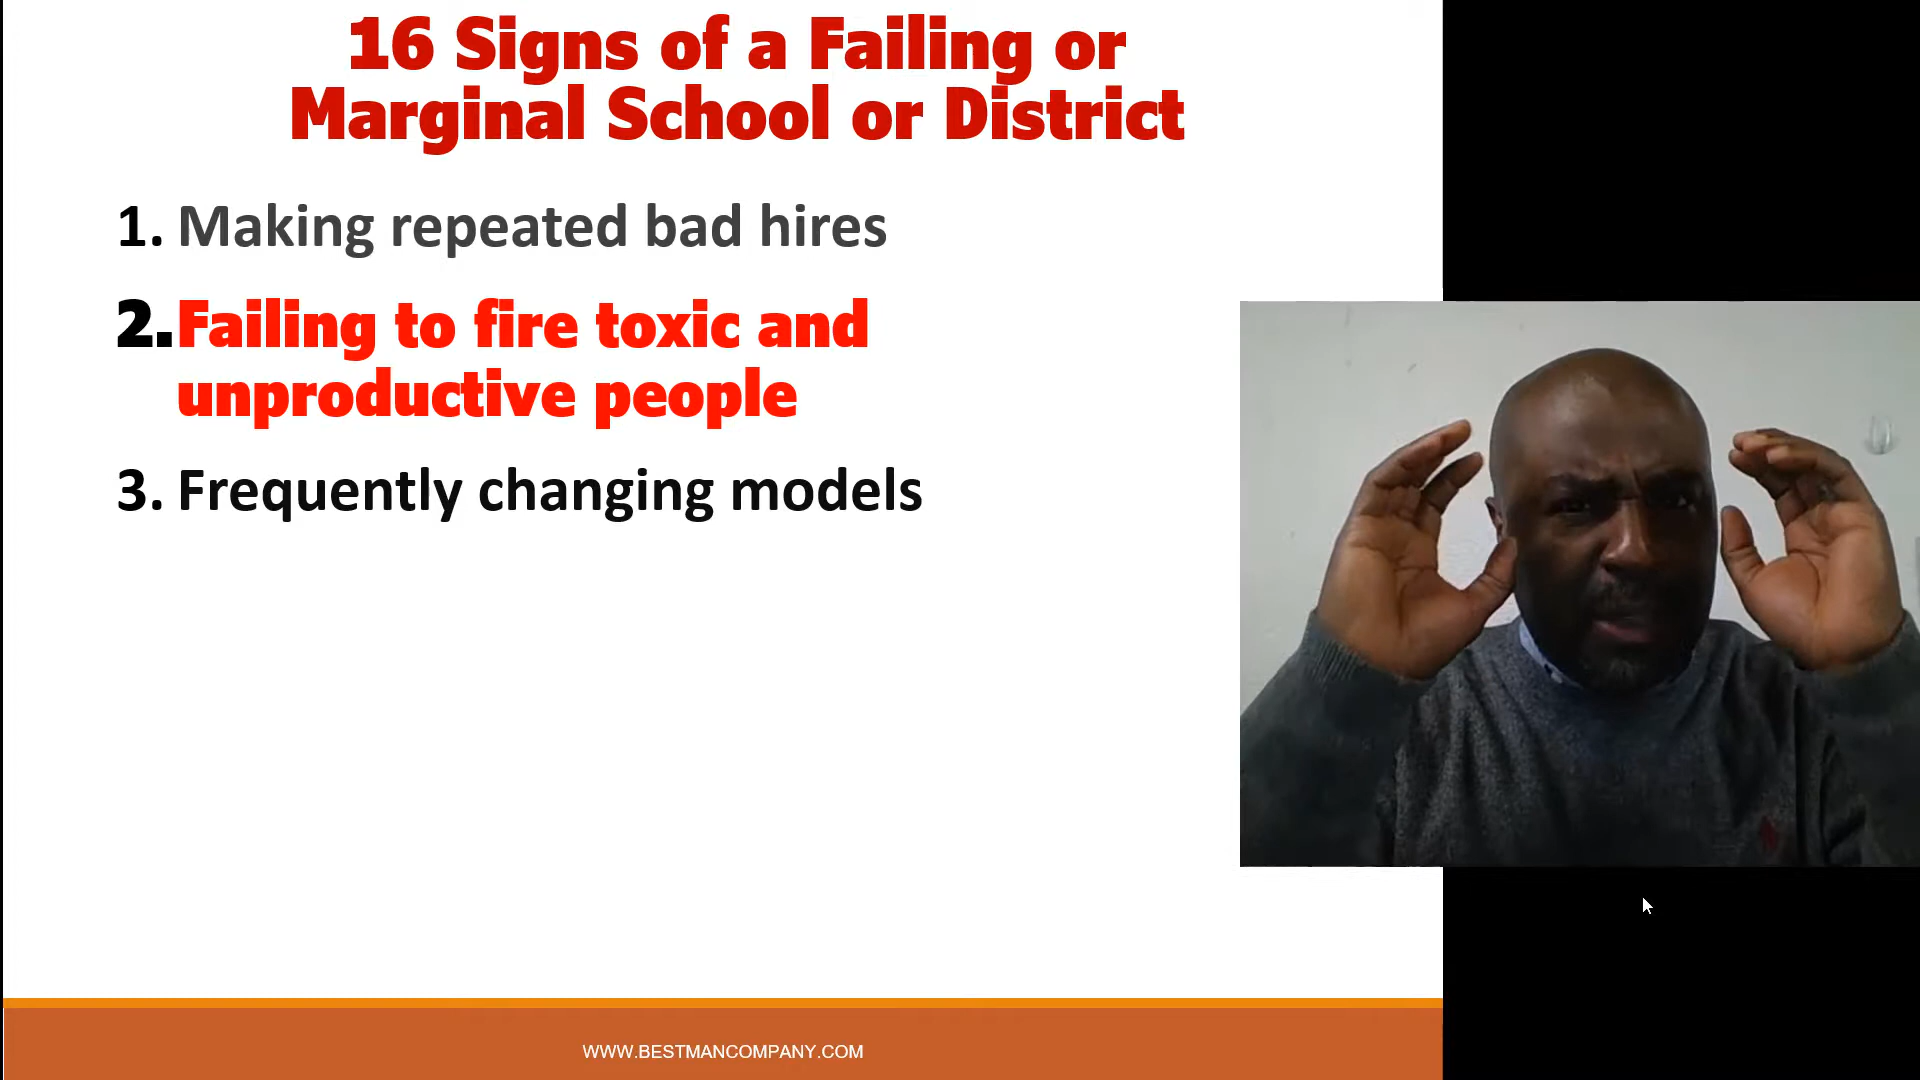 16 Signs of a Failing or
Marginal School or District
1. Making repeated bad hires
2. Failing to fire toxic and
unproductive people
3. Frequently changing models
WWW.BESTMANCOMPANY.COM